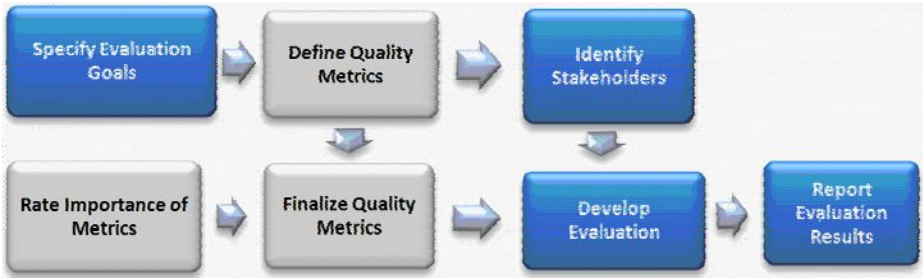 Specify Evaluation
Goals
Define Quality
Metrics
Identify
Stakeholders
Rate Importance of
Metrics
Finalize Quality
Metrics
Develop
Evaluation
Report
Evaluation
Results